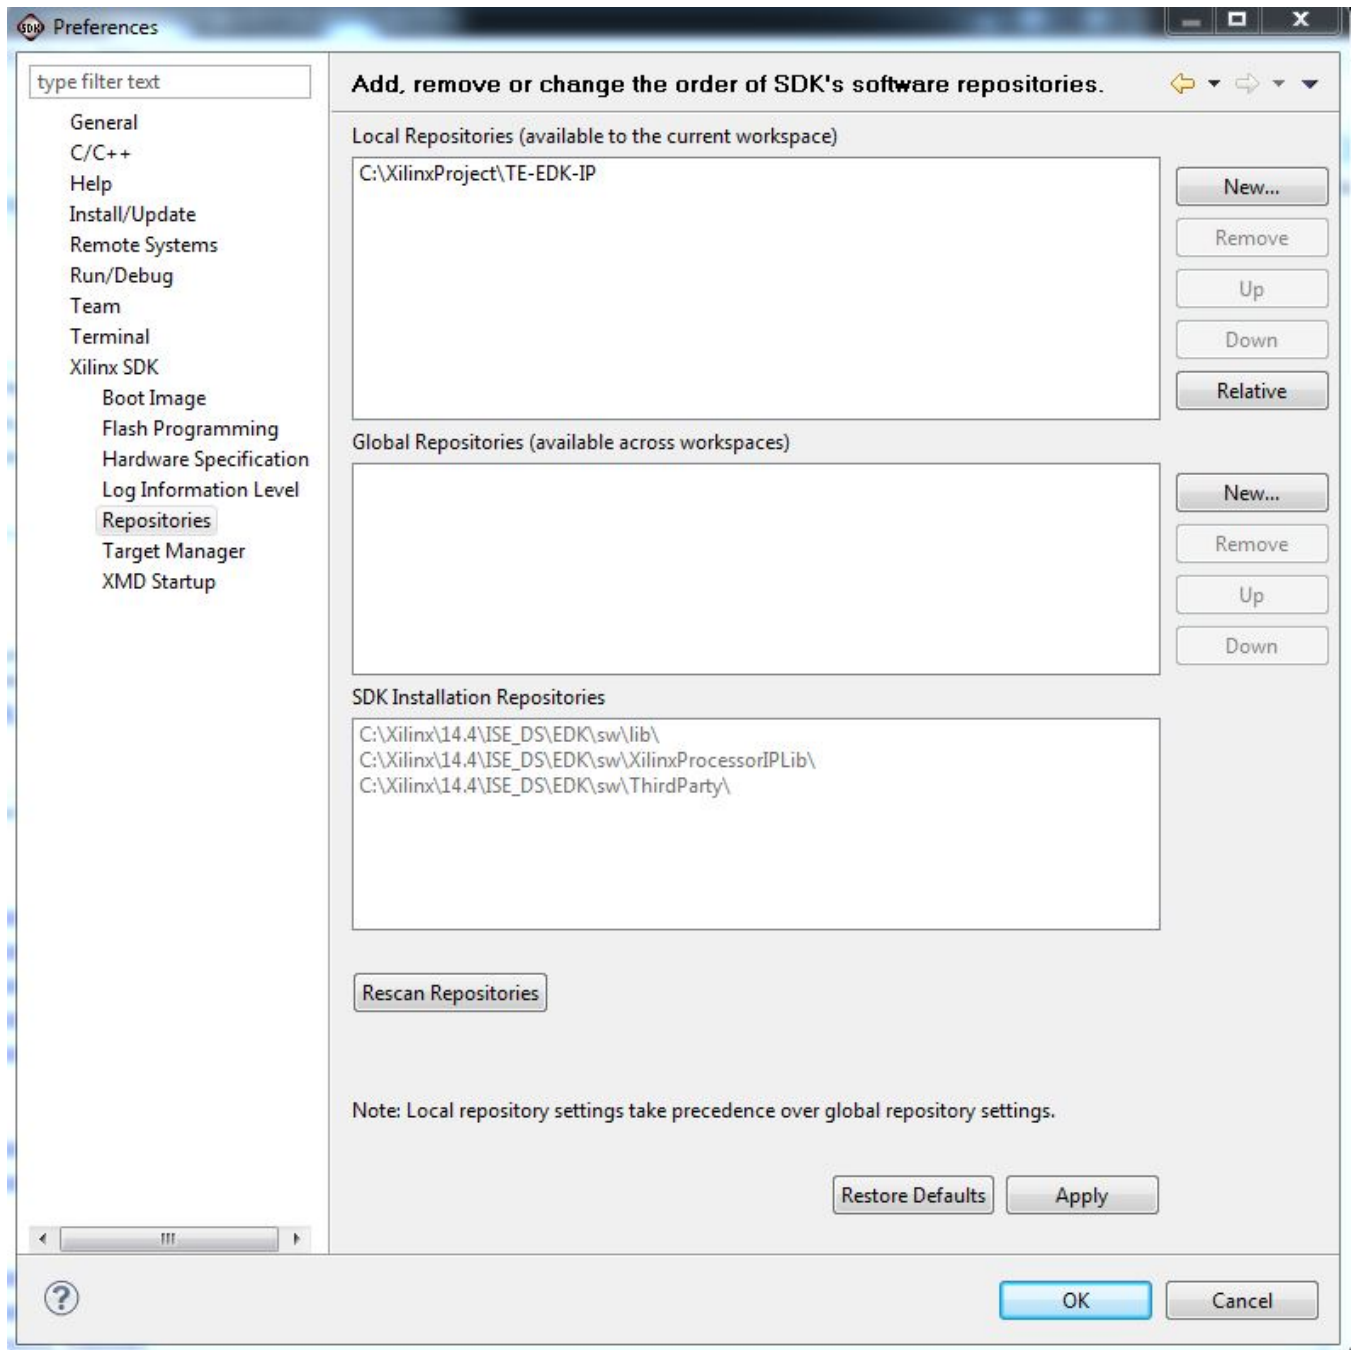 SDK Preferences
type filter text
General
C/C++
Help
Install/Update
Remote Systems
Run/Debug
Team
Terminal
Xilinx SDK
Boot Image
Flash Programming
Hardware Specification
Log Information Level
Repositories
Target Manager
XMD Startup
Add, remove or change the order of SDK's software repositories.
Local Repositories (available to the current workspace)
C:\XilinxProject\TE-EDK-IP
New...
Remove
Up
Down
Relative
Global Repositories (available across workspaces)
New...
Remove
Up
Down
SDK Installation Repositories
C:\Xilinx\14.4\ISE_DS\EDK\sw\lib\
C:\Xilinx\14.4\ISE_DS\EDK\sw\XilinxProcessorIPLib\
C:\Xilinx\14.4\ISE_DS\EDK\sw\ThirdParty\
Rescan Repositories
Note: Local repository settings take precedence over global repository settings.
Restore Defaults
Apply
OK
Cancel